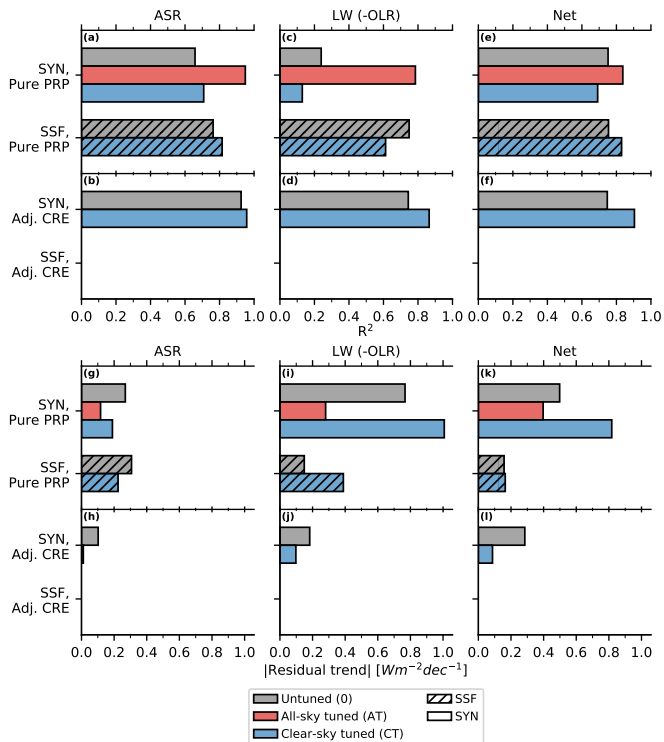 ASR LW (-OLR) Net
(a) (c) (e)
SYN,
Pure PRP
SSF,
Pure PRP
(b) (d) (f)
SYN,
Adj. CRE
SSF,
Adj. CRE
0.0 0.2 0.4 0.6 0.8 1.0 0.0 0.2 0.4 0.6 0.8 1.0 0.0 0.2 0.4 0.6 0.8 1.0
R²
ASR LW (-OLR) Net
(g) (i) (k)
SYN,
Pure PRP
SSF,
Pure PRP
(h) (j) (l)
SYN,
Adj. CRE
SSF,
Adj. CRE
0.0 0.2 0.4 0.6 0.8 1.0 0.0 0.2 0.4 0.6 0.8 1.0 0.0 0.2 0.4 0.6 0.8 1.0
|Residual trend| [Wm⁻²dec⁻¹]
Untuned (0) SSF
All-sky tuned (AT) SYN
Clear-sky tuned (CT)